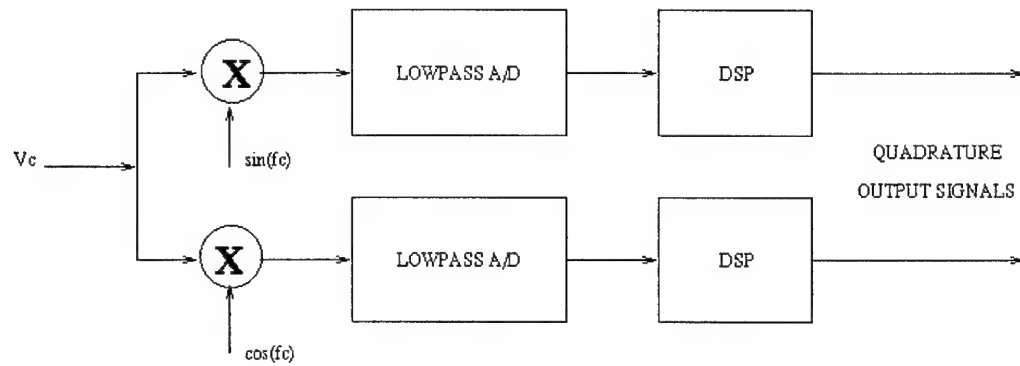 X
LOWPASS A/D
DSP
Vc
sin(fc)
QUADRATURE
OUTPUT SIGNALS
X
LOWPASS A/D
DSP
cos(fc)